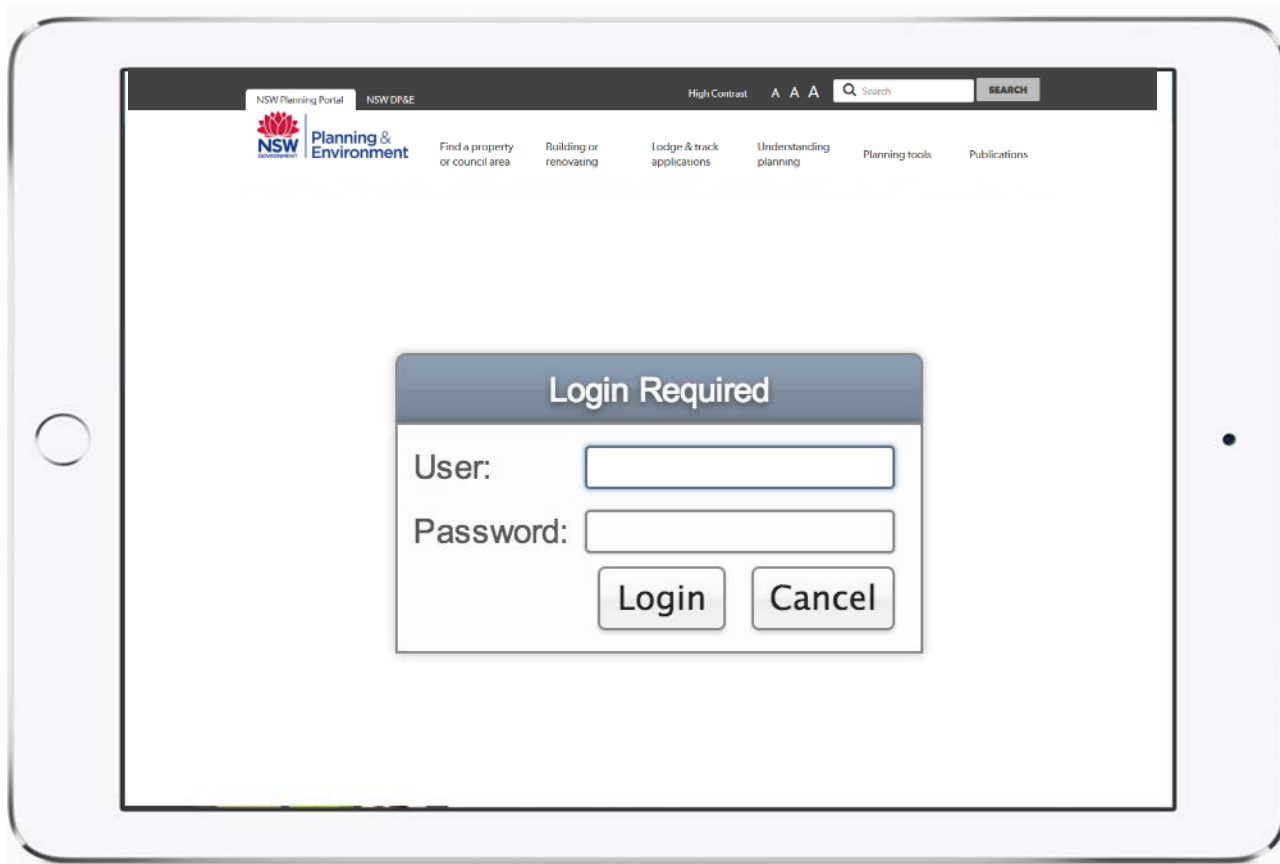 NSW Planning Portal NSW DP&E High Contrast A A A Search SEARCH
NSW GOVERNMENT Planning & Environment
Find a property or council area
Building or renovating
Lodge & track applications
Understanding planning
Planning tools
Publications
Login Required
User:
Password:
Login Cancel